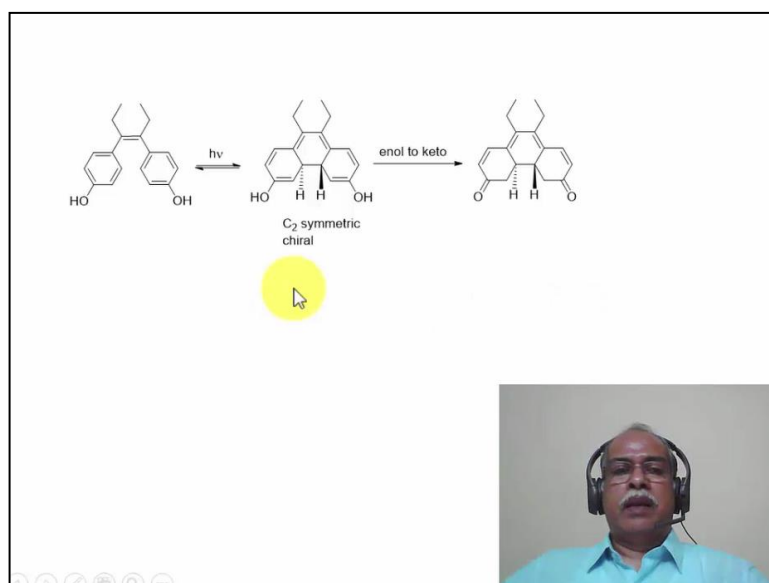 hν
enol to keto
HO
OH
HO
H
H
OH
O
H
H
O
C₂ symmetric
chiral